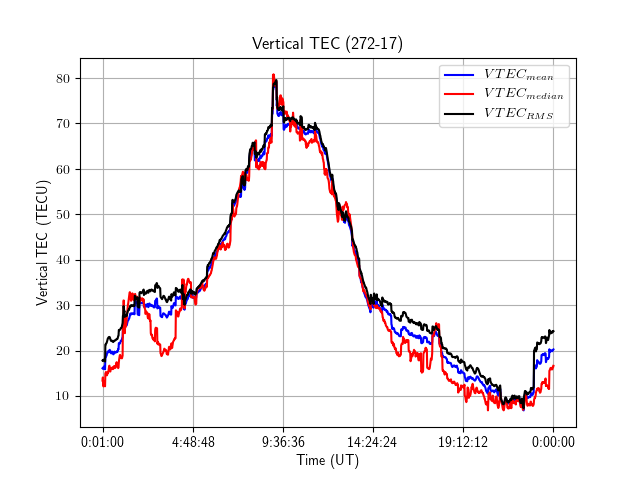 Vertical TEC (272-17)
VTEC_mean
VTEC_median
VTEC_RMS
Vertical TEC (TECU)
80
70
60
50
40
30
20
10
0:01:00 4:48:48 9:36:36 14:24:24 19:12:12 0:00:00
Time (UT)